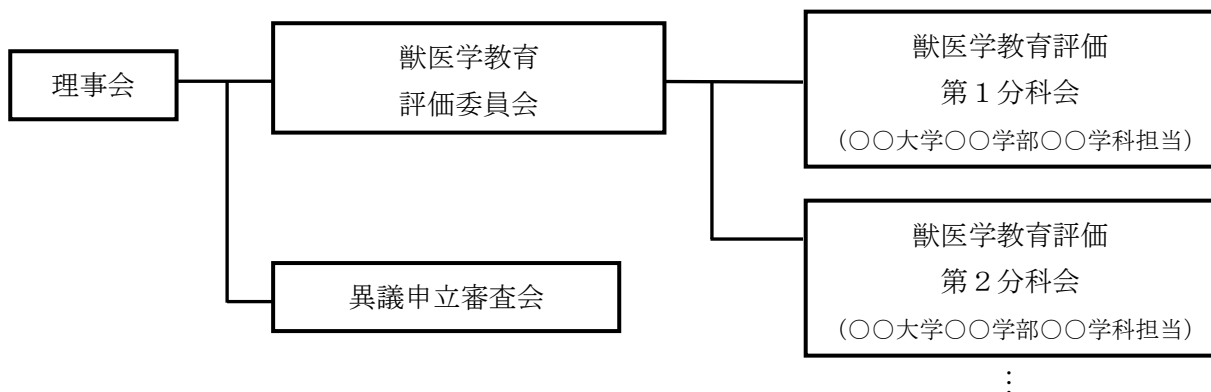 理事会
獣医学教育
評価委員会
異議申立審査会
獣医学教育評価
第１分科会
（○○大学○○学部○○学科担当）
獣医学教育評価
第２分科会
（○○大学○○学部○○学科担当）
⋮